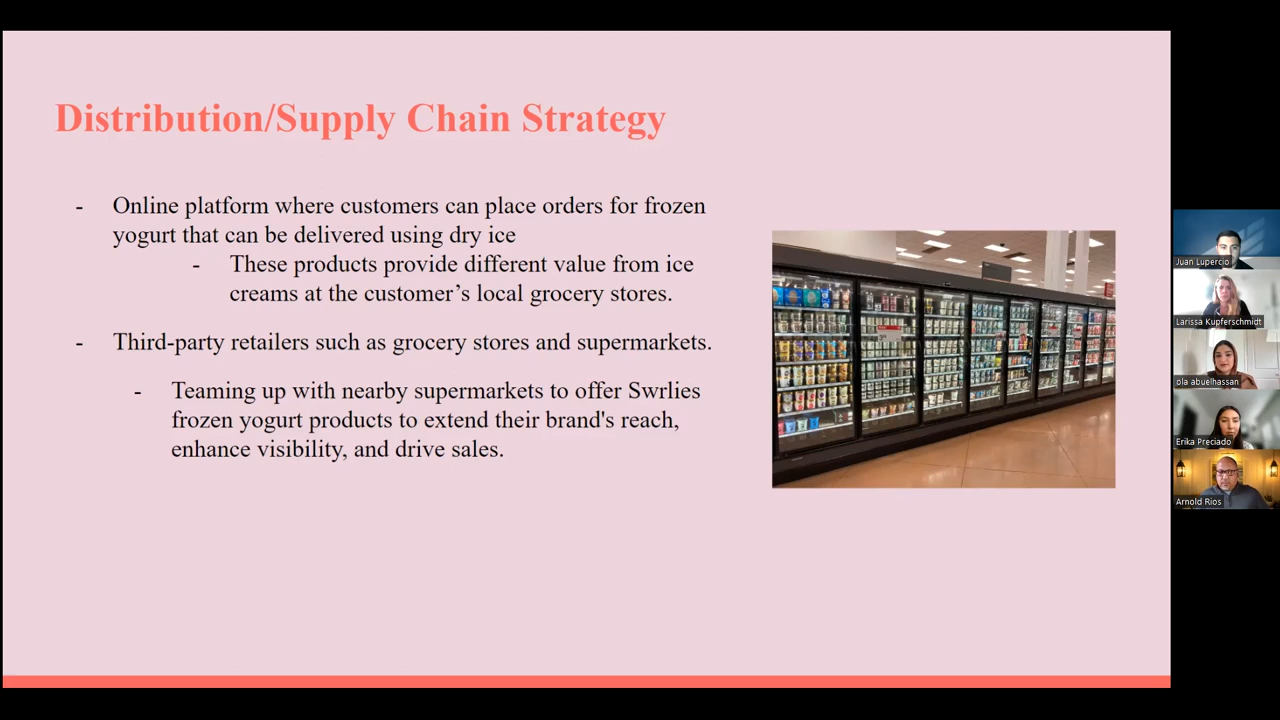 Distribution/Supply Chain Strategy
- Online platform where customers can place orders for frozen
yogurt that can be delivered using dry ice
- These products provide different value from ice
creams at the customer’s local grocery stores.
- Third-party retailers such as grocery stores and supermarkets.
- Teaming up with nearby supermarkets to offer Swrlies
frozen yogurt products to extend their brand's reach,
enhance visibility, and drive sales.
Juan Lupercio
Larissa Kupferschmidt
ola abuelhassan
Erika Preciado
Arnold Rios